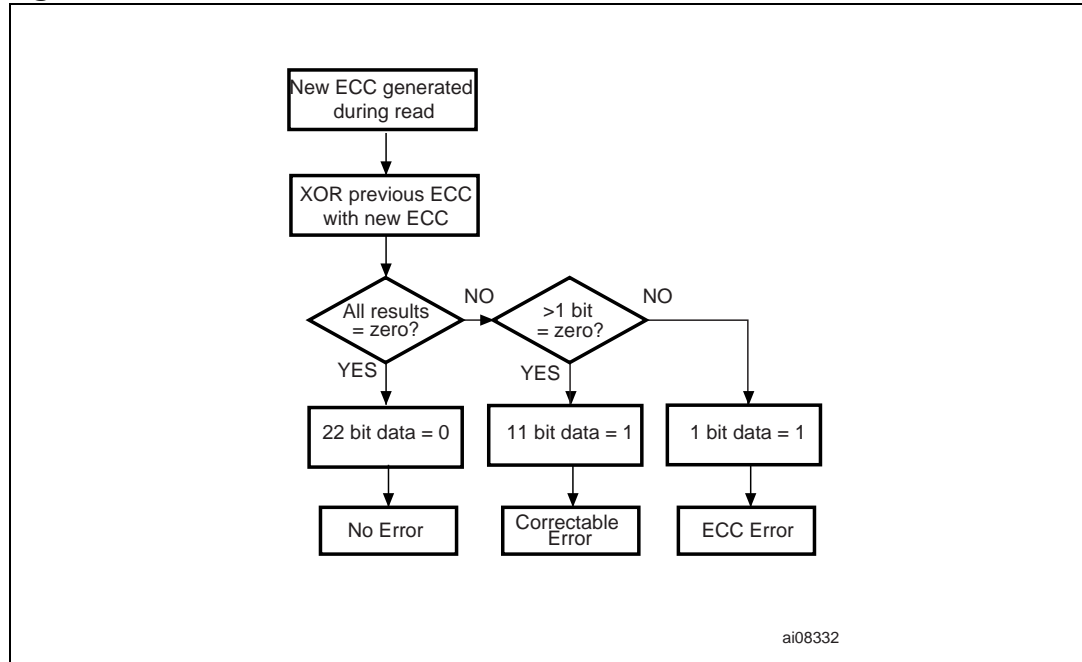 New ECC generated
during read
XOR previous ECC
with new ECC
All results
= zero?
NO
>1 bit
= zero?
NO
YES
YES
22 bit data = 0
11 bit data = 1
1 bit data = 1
No Error
Correctable
Error
ECC Error
ai08332